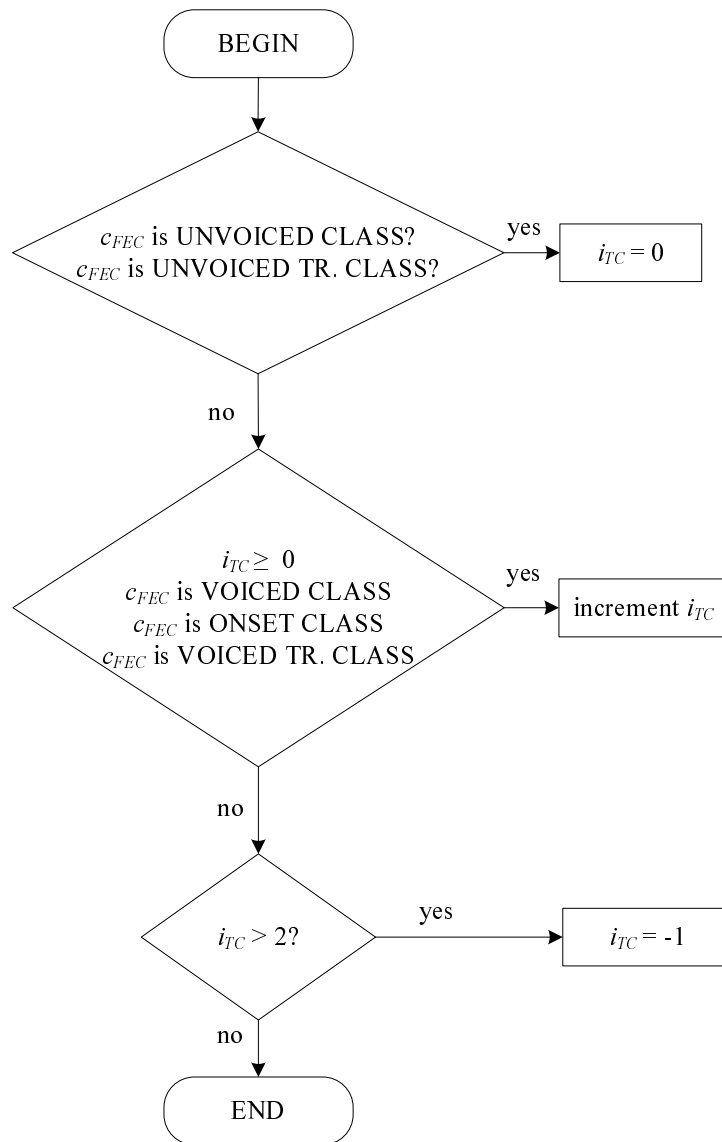 BEGIN
c_FEC is UNVOICED CLASS?
c_FEC is UNVOICED TR. CLASS?
yes
i_TC = 0
no
i_TC ≥ 0
c_FEC is VOICED CLASS
c_FEC is ONSET CLASS
c_FEC is VOICED TR. CLASS
yes
increment i_TC
no
i_TC > 2?
yes
i_TC = -1
no
END